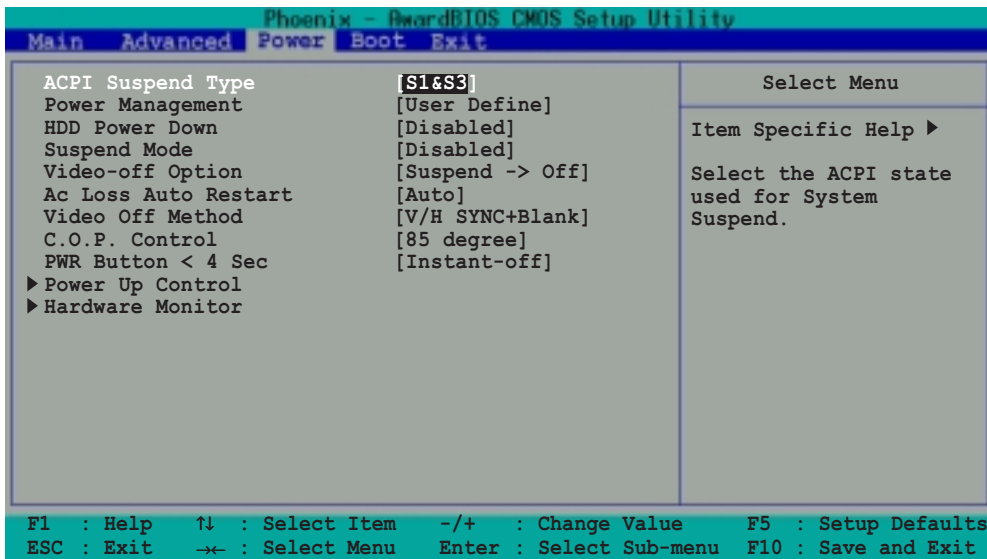 Phoenix - AwardBIOS CMOS Setup Utility
Main Advanced Power Boot Exit
ACPI Suspend Type [S1&S3]
Power Management [User Define]
HDD Power Down [Disabled]
Suspend Mode [Disabled]
Video-off Option [Suspend -> Off]
Ac Loss Auto Restart [Auto]
Video Off Method [V/H SYNC+Blank]
C.O.P. Control [85 degree]
PWR Button < 4 Sec [Instant-off]
▶ Power Up Control
▶ Hardware Monitor
Select Menu
Item Specific Help ▶
Select the ACPI state
used for System
Suspend.
F1 : Help ↑↓ : Select Item -/+ : Change Value F5 : Setup Defaults
ESC : Exit →← : Select Menu Enter : Select Sub-menu F10 : Save and Exit